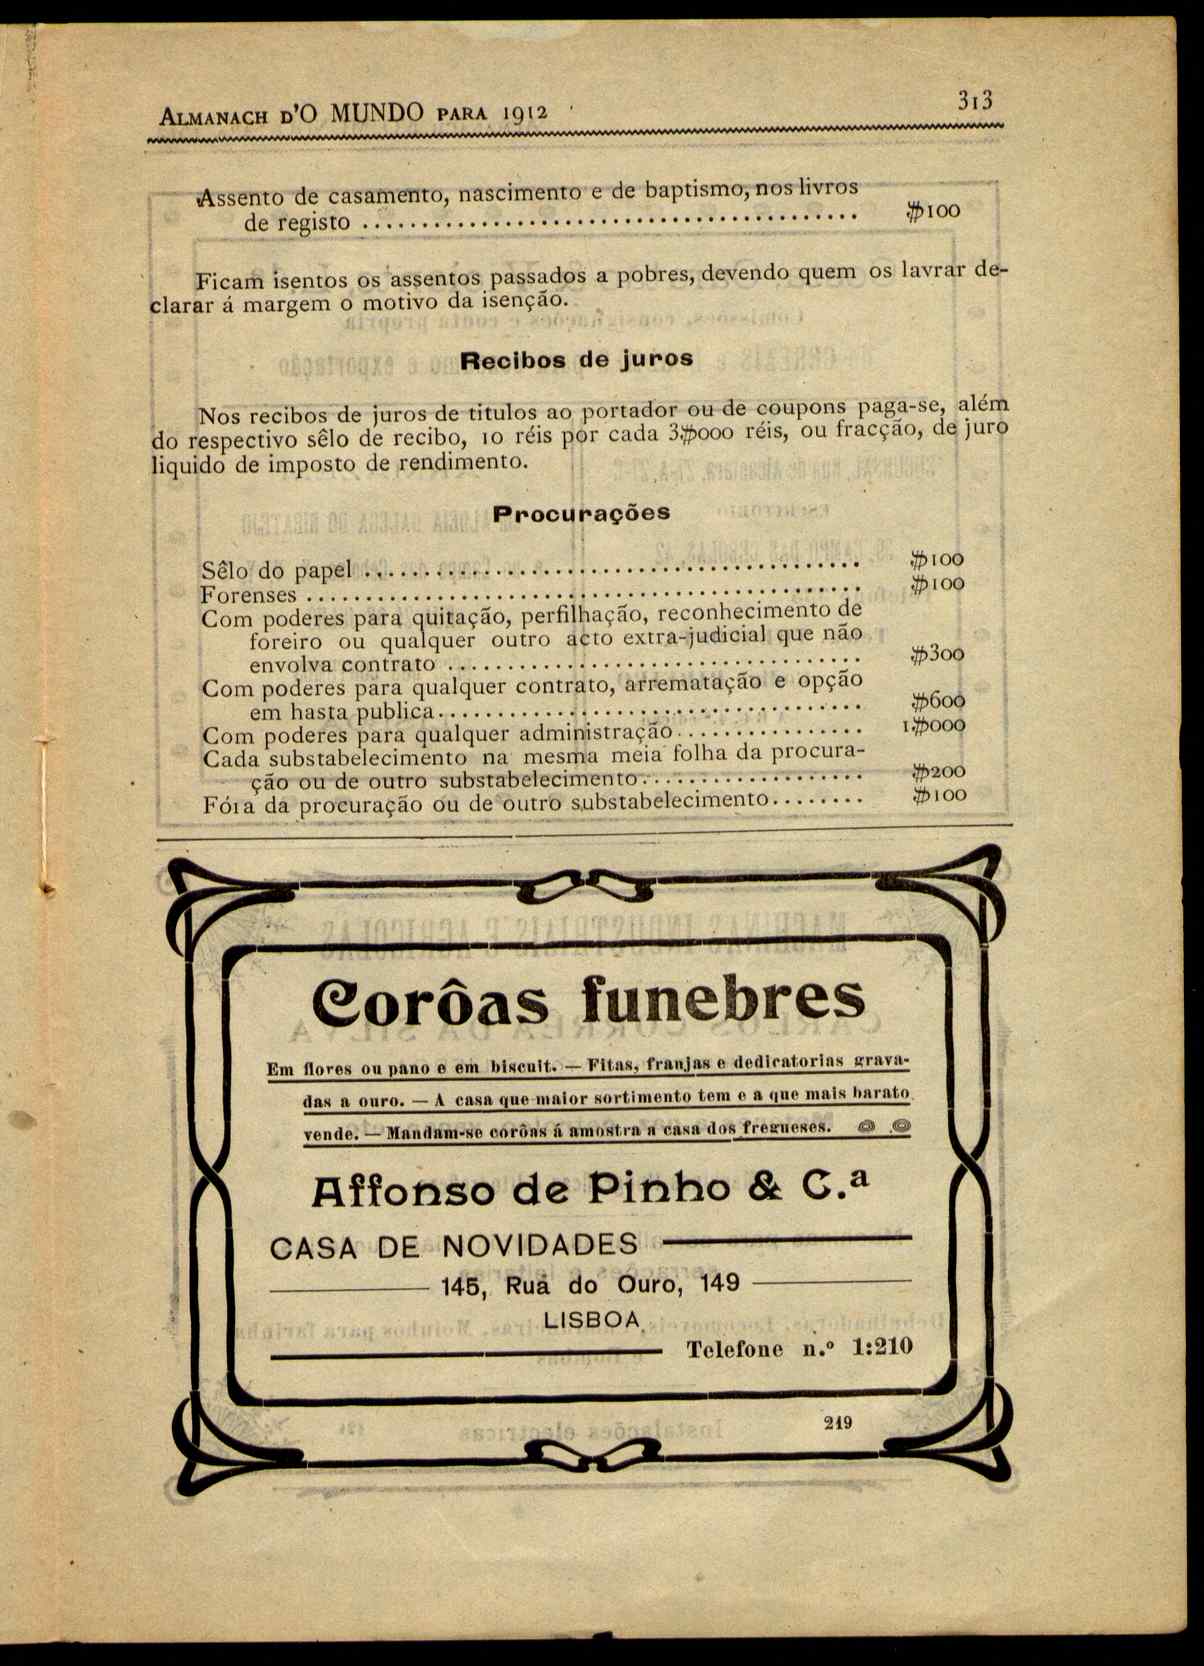 ALMANACH D'O MUNDO PARA 1912
313
Assento de casamento, nascimento e de baptismo, nos livros
de registo ........................................ $100
Ficam isentos os assentos passados a pobres, devendo quem os lavrar de-
clarar á margem o motivo da isenção.
Recibos de juros
Nos recibos de juros de titulos ao portador ou de coupons paga-se, além
do respectivo sêlo de recibo, 10 réis por cada 3$000 réis, ou fracção, de juro
liquido de imposto de rendimento.
Procurações
Sêlo do papel ........................................ $100
Forenses ........................................ $100
Com poderes para quitação, perfilhação, reconhecimento de
foreiro ou qualquer outro acto extra-judicial que não
envolva contrato ................................ $300
Com poderes para qualquer contrato, arrematação e opção
em hasta publica................................ $600
Com poderes para qualquer administração................ 1$000
Cada substabelecimento na mesma meia folha da procura-
ção ou de outro substabelecimento................... $200
Fóra da procuração ou de outro substabelecimento........ $100
Corôas funebres
Em flores ou pano e em biscuit. — Fitas, franjas e dedicatorias grava-
das a ouro. — A casa que maior sortimento tem e a que mais barato
vende. — Mandam-se corôas á amostra a casa dos fregueses.
Affonso de Pinho & C.ª
CASA DE NOVIDADES
145, Rua do Ouro, 149
LISBOA
Telefone n.º 1:210
219